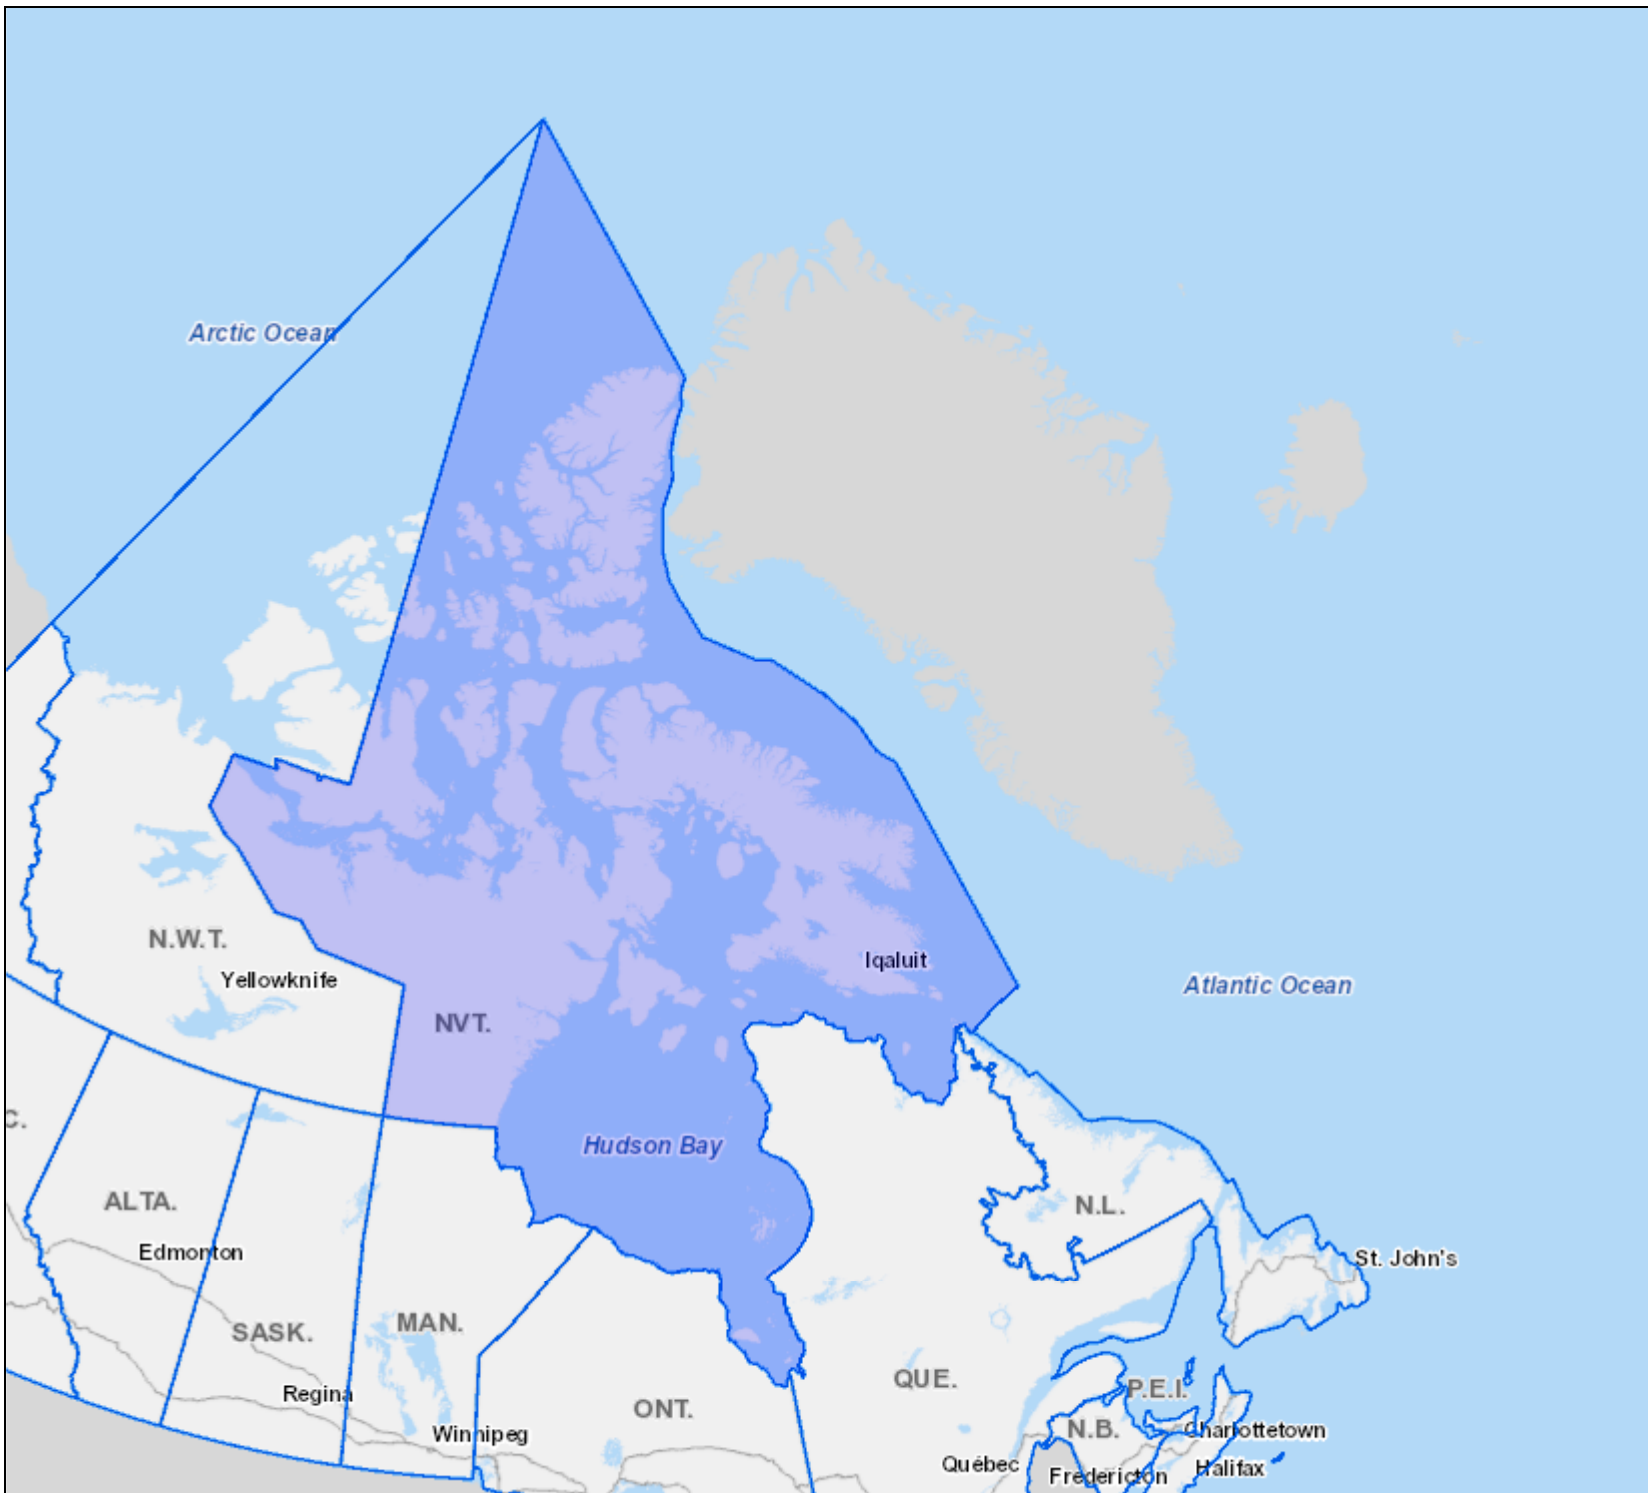 Arctic Ocean
N.W.T.
Iqaluit
Yellowknife
Atlantic Ocean
NVT.
C.
Hudson Bay
ALTA.
N.L.
Edmonton
St. John's
SASK.
MAN.
QUE.
P.E.I.
Regina
ONT.
N.B.
Charlottetown
Winnipeg
Québec
Halifax
Fredericton